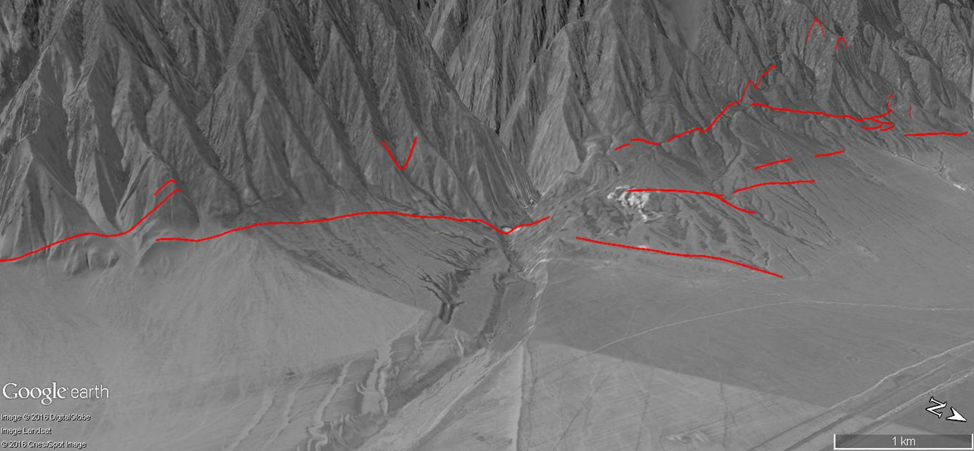 Google earth
Image © 2016 DigitalGlobe
Image Landsat
© 2016 Cnes/Spot Image
N
1 km